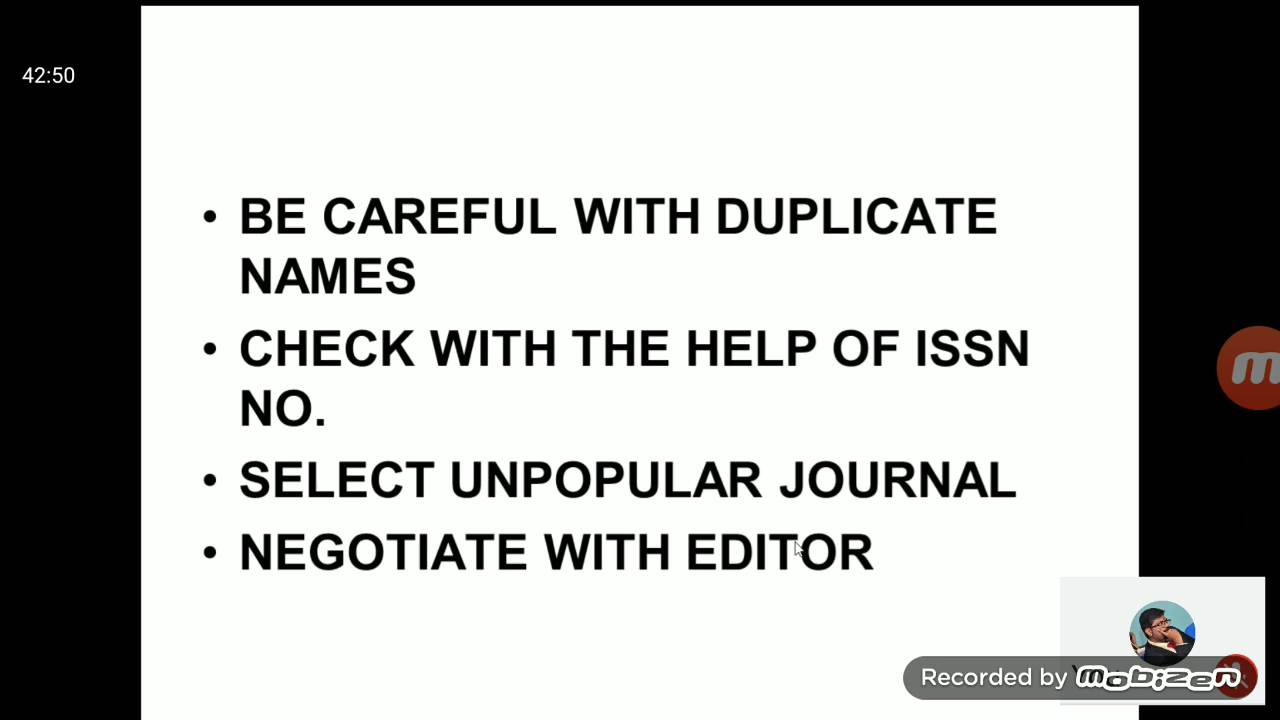 42:50
• BE CAREFUL WITH DUPLICATE
NAMES
• CHECK WITH THE HELP OF ISSN
NO.
• SELECT UNPOPULAR JOURNAL
• NEGOTIATE WITH EDITOR
Recorded by mobizen